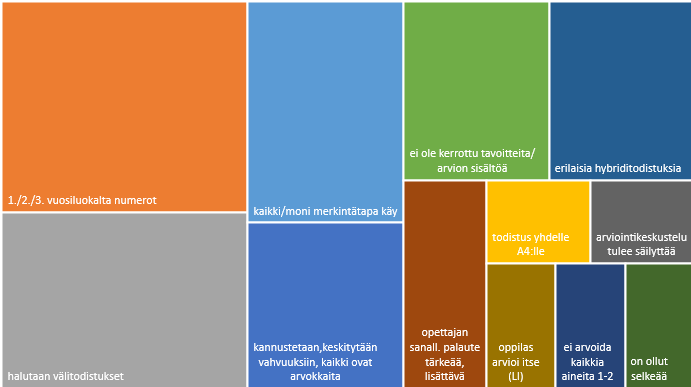 1./2./3. vuosiluokalta numerot
halutaan välitodistukset
kaikki/moni merkintätapa käy
kannustetaan,keskitytään
vahvuuksiin, kaikki ovat
arvokkaita
ei ole kerrottu tavoitteita/
arvion sisältöä
erilaisia hybriditodistuksia
opettajan
sanall. palaute
tärkeää,
lisättävä
todistus yhdelle
A4:lle
arviointikeskustelu
tulee säilyttää
oppilas
arvioi itse
(LI)
ei arvoida
kaikkia
aineita 1-2
on ollut
selkeää